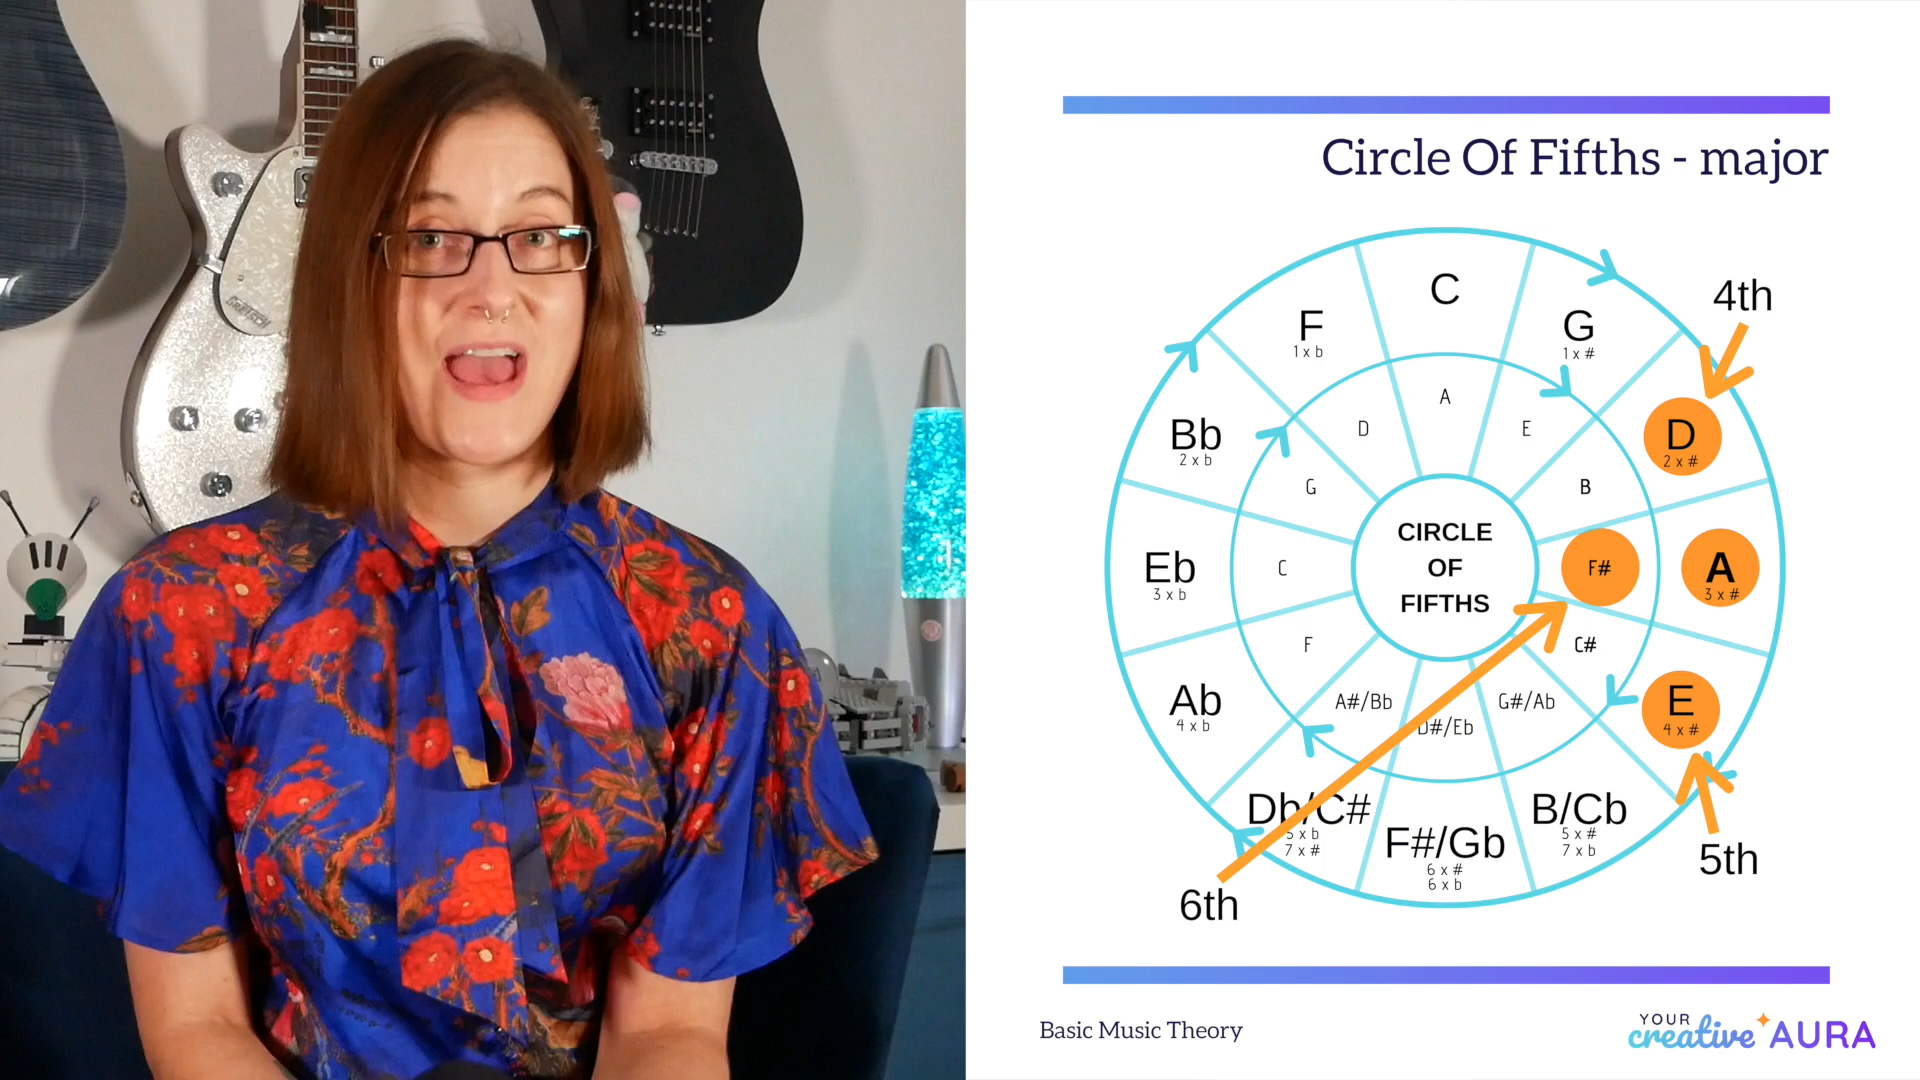 GRETSCH
Circle Of Fifths - major
4th
C
F
1 x b
G
1 x #
Bb
2 x b
D
2 x #
A
D
E
G
B
Eb
3 x b
C
CIRCLE
OF
FIFTHS
F#
A
3 x #
F
C#
Ab
4 x b
A#/Bb
D#/Eb
G#/Ab
E
4 x #
Db/C#
5 x b
7 x #
F#/Gb
6 x #
6 x b
B/Cb
5 x #
7 x b
5th
6th
Basic Music Theory
YOUR
creative AURA